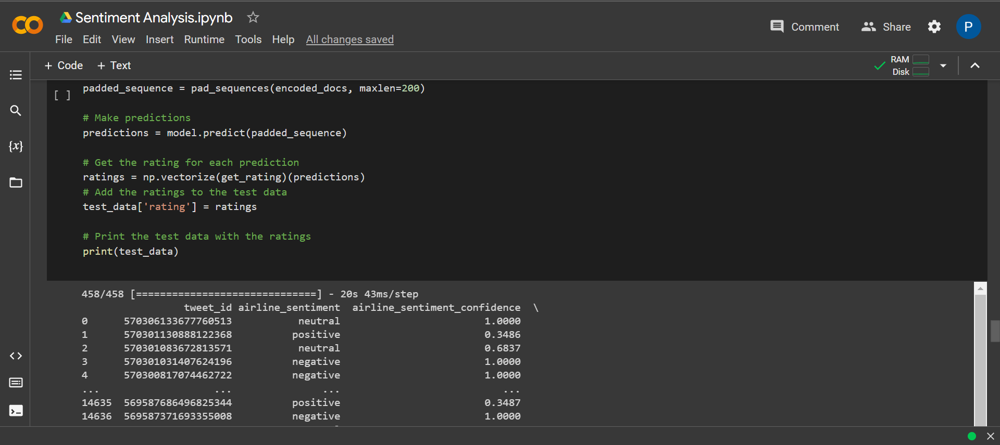 Sentiment Analysis.ipynb
File Edit View Insert Runtime Tools Help All changes saved
Comment Share P
+ Code + Text
RAM
Disk
[ ]
padded_sequence = pad_sequences(encoded_docs, maxlen=200)
# Make predictions
predictions = model.predict(padded_sequence)
# Get the rating for each prediction
ratings = np.vectorize(get_rating)(predictions)
# Add the ratings to the test data
test_data['rating'] = ratings
# Print the test data with the ratings
print(test_data)
458/458 [==============================] - 20s 43ms/step
tweet_id airline_sentiment airline_sentiment_confidence \
0 570306133677760513 neutral 1.0000
1 570301130888122368 positive 0.3486
2 570301083672813571 neutral 0.6837
3 570301031407624196 negative 1.0000
4 570300817074462722 negative 1.0000
... ... ... ...
14635 569587686496825344 positive 0.3487
14636 569587371693355008 negative 1.0000